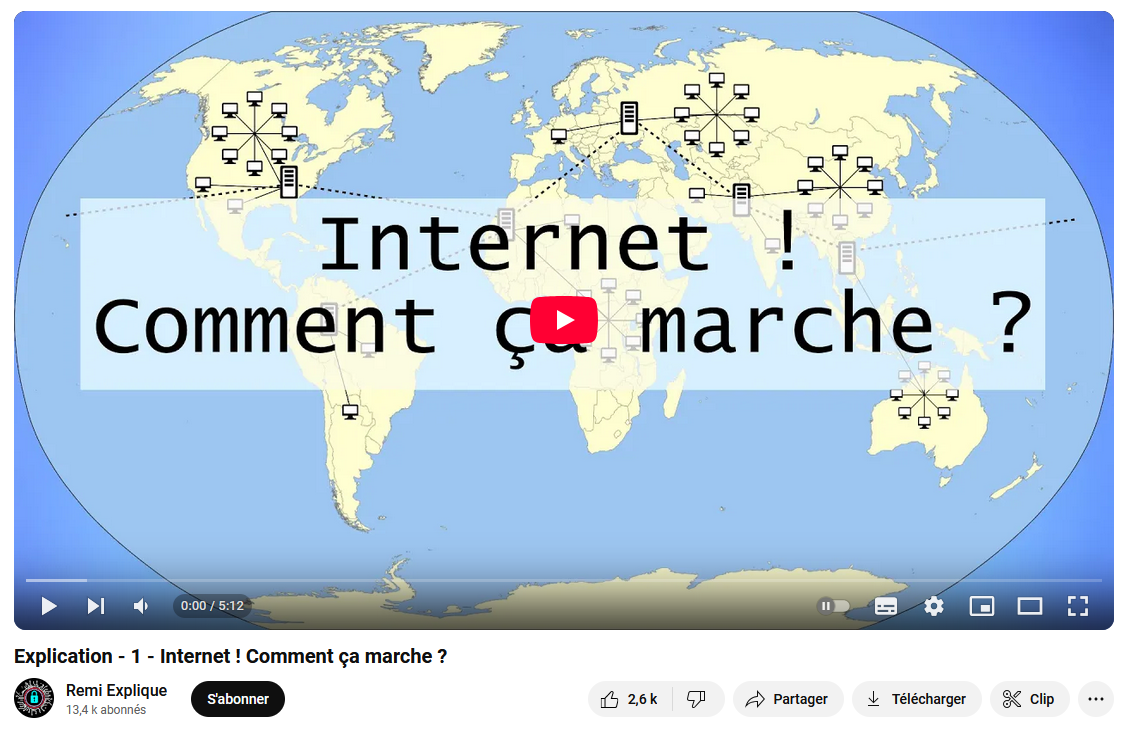 Internet !
Comment ça marche ?
0:00 / 5:12
Explication - 1 - Internet ! Comment ça marche ?
Remi Explique
13,4 k abonnés
S'abonner
2,6 k
Partager
Télécharger
Clip